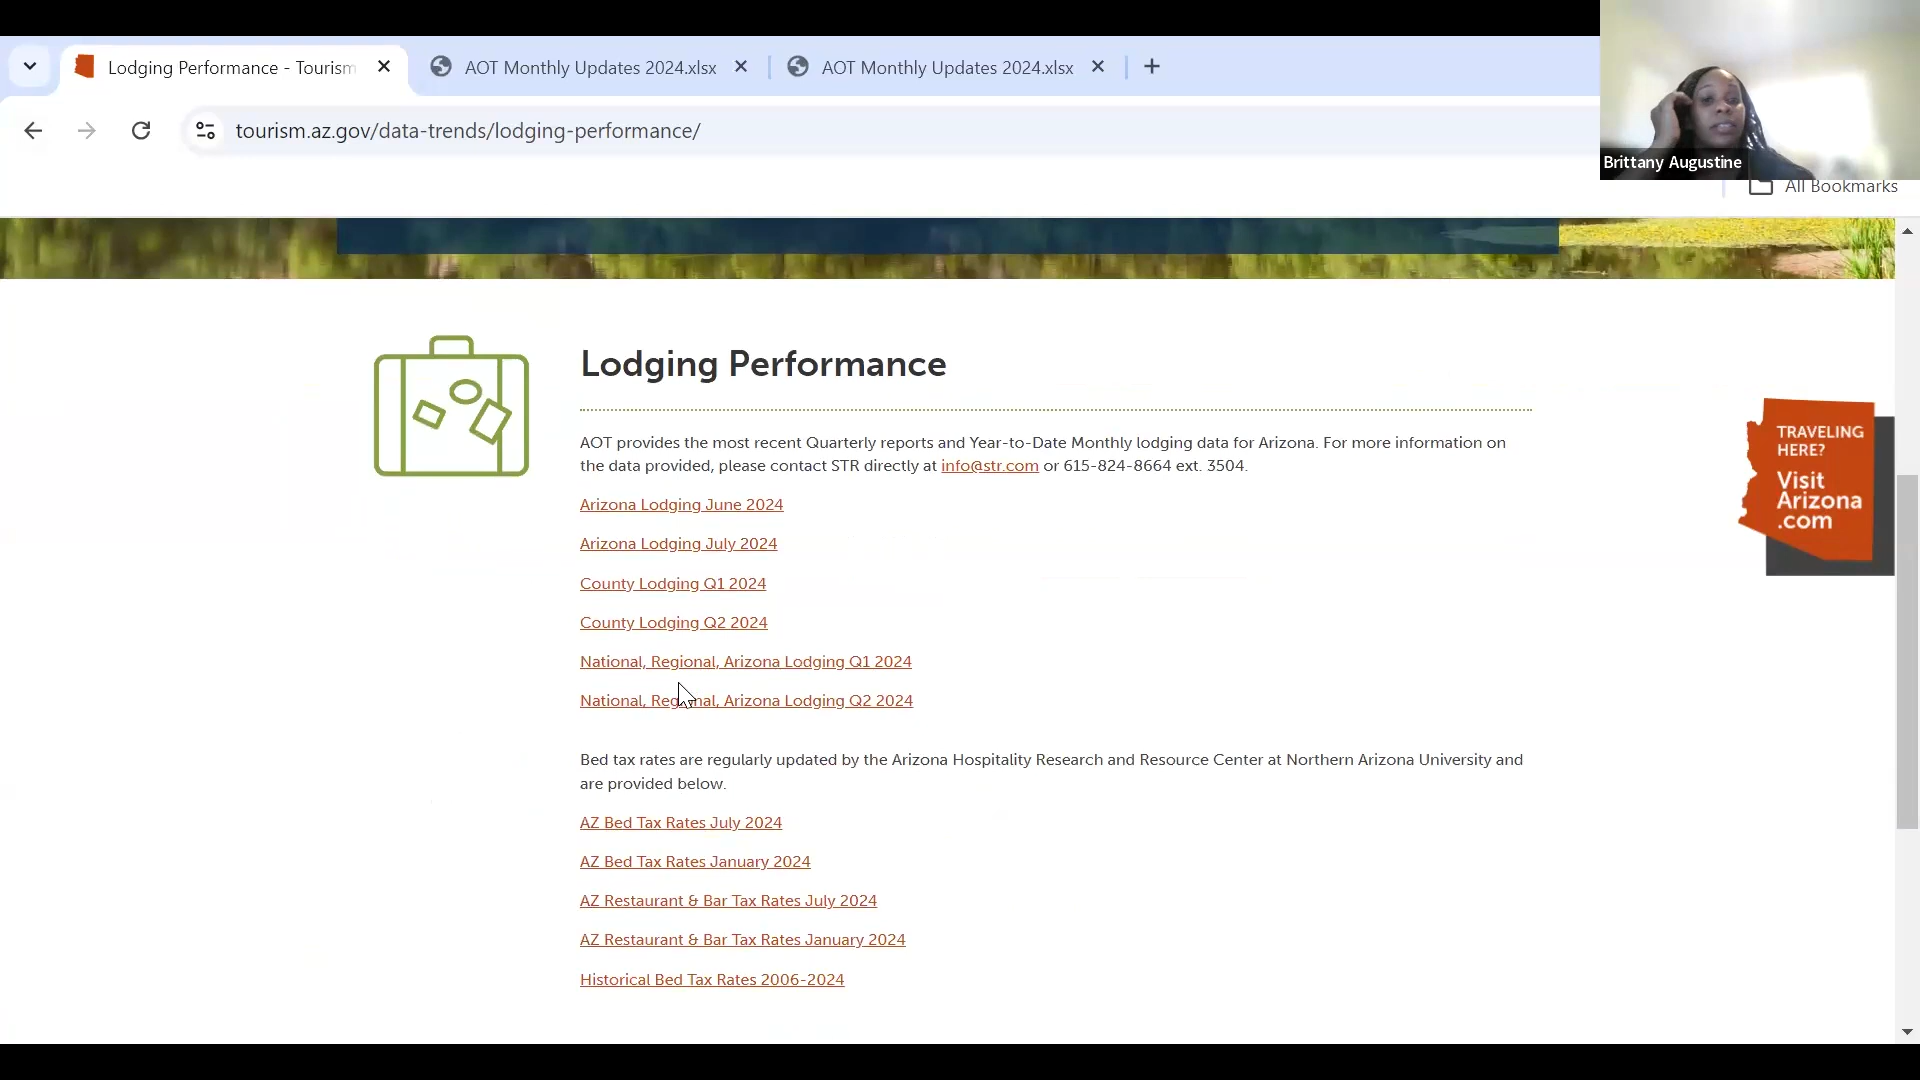 Lodging Performance - Tourism
AOT Monthly Updates 2024.xlsx
AOT Monthly Updates 2024.xlsx
tourism.az.gov/data-trends/lodging-performance/
Brittany Augustine
All Bookmarks
Lodging Performance
AOT provides the most recent Quarterly reports and Year-to-Date Monthly lodging data for Arizona. For more information on
the data provided, please contact STR directly at info@str.com or 615-824-8664 ext. 3504.
TRAVELING
HERE?
Visit
Arizona
.com
Arizona Lodging June 2024
Arizona Lodging July 2024
County Lodging Q1 2024
County Lodging Q2 2024
National, Regional, Arizona Lodging Q1 2024
National, Regional, Arizona Lodging Q2 2024
Bed tax rates are regularly updated by the Arizona Hospitality Research and Resource Center at Northern Arizona University and
are provided below.
AZ Bed Tax Rates July 2024
AZ Bed Tax Rates January 2024
AZ Restaurant & Bar Tax Rates July 2024
AZ Restaurant & Bar Tax Rates January 2024
Historical Bed Tax Rates 2006-2024